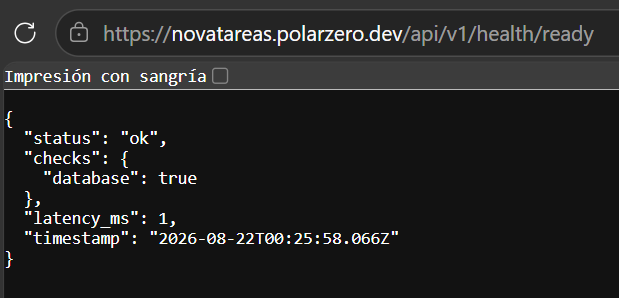 https://novatareas.polarzero.dev/api/v1/health/ready
Impresión con sangría
{
  "status": "ok",
  "checks": {
    "database": true
  },
  "latency_ms": 1,
  "timestamp": "2026-08-22T00:25:58.066Z"
}